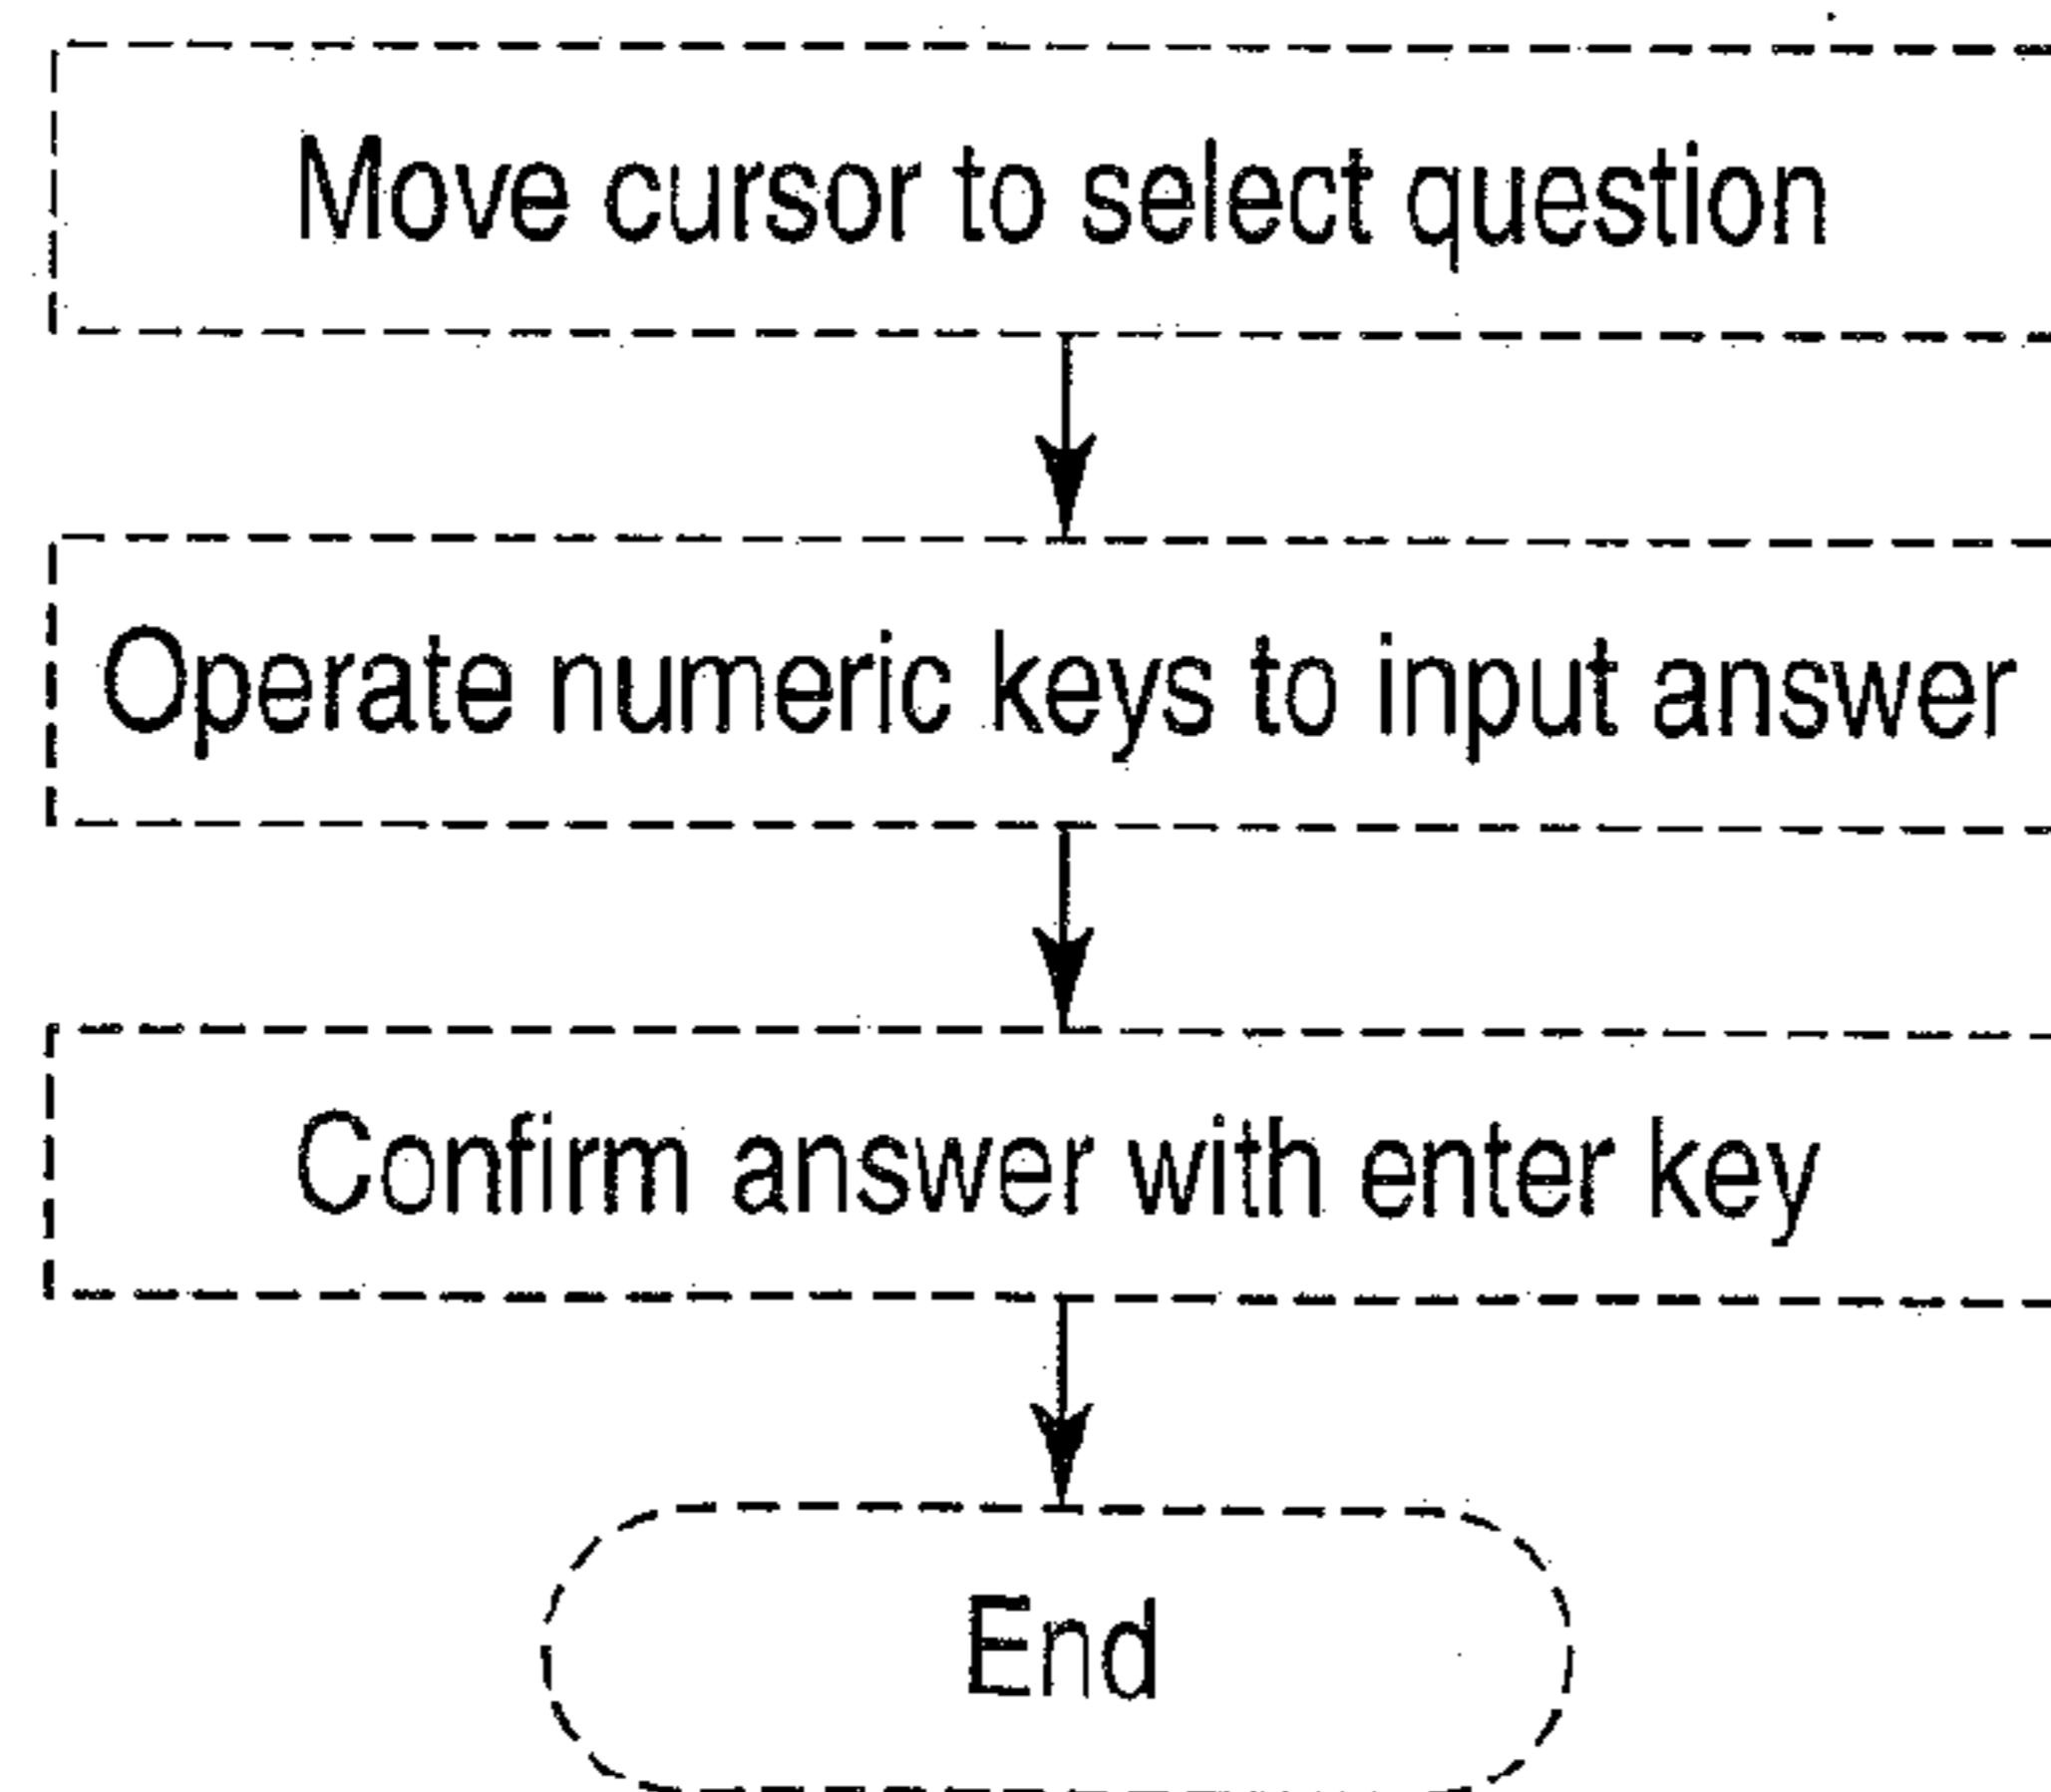 Move cursor to select question
Operate numeric keys to input answer
Confirm answer with enter key
End